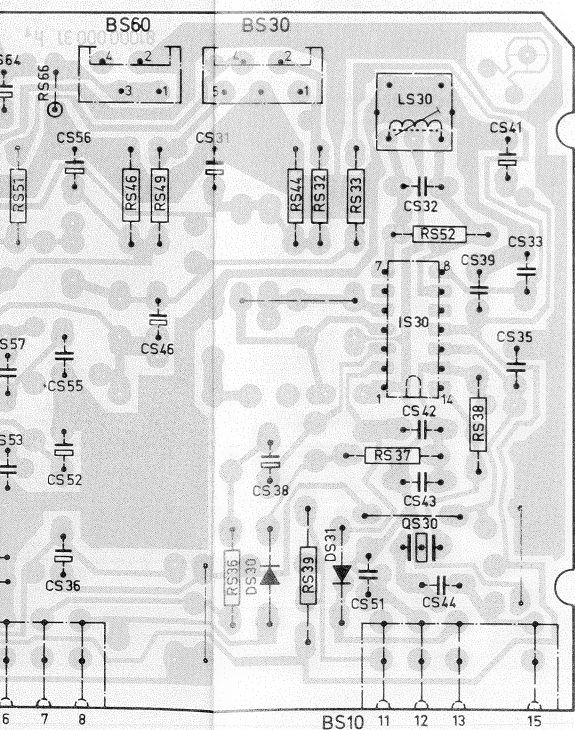 BS60 BS30
S64
4 2 4 2
RS66
3 1 5 1
LS30
CS56 CS31 CS41
RS51 RS46 RS49 RS44 RS32 RS33
CS32
RS52
CS33
CS39
7 8
IS30
CS46
S57
CS55
CS35
1 14
CS42
RS38
RS37
S53
CS52
CS38
CS43
QS30
RS36 DS30 RS39 DS31
CS36
CS51 CS44
6 7 8 BS10 11 12 13 15